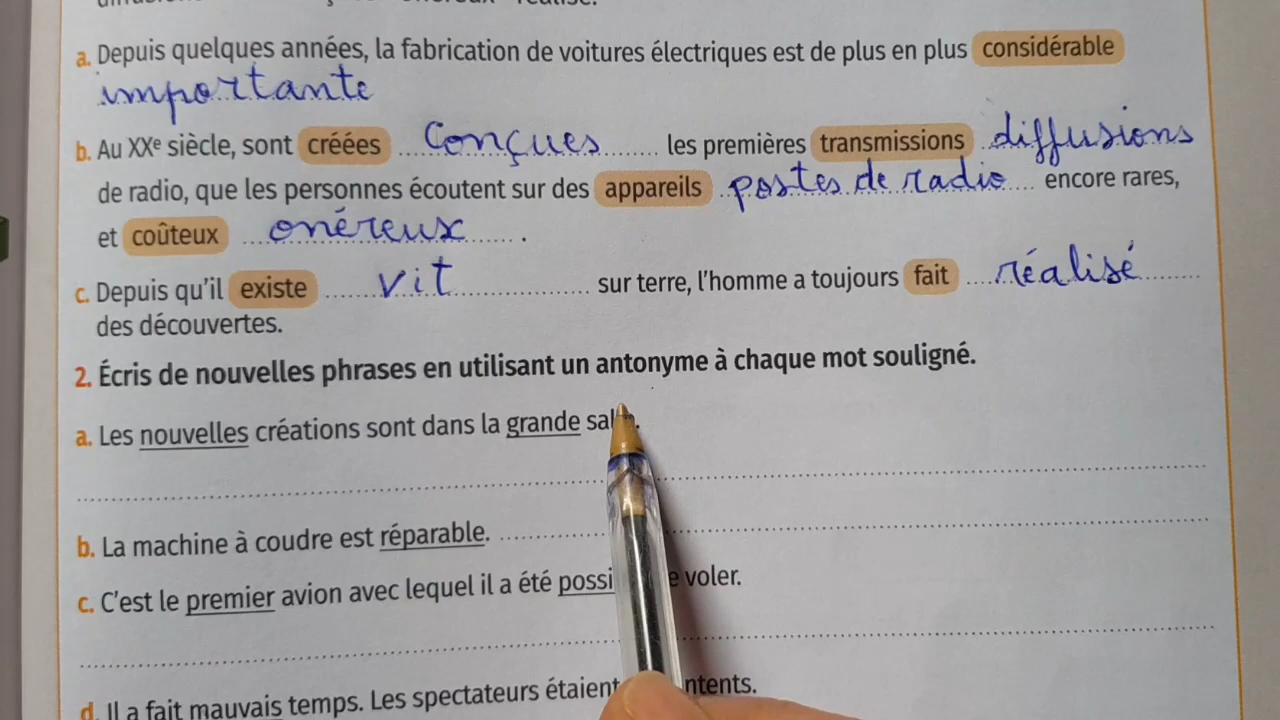 réalisé.
a. Depuis quelques années, la fabrication de voitures électriques est de plus en plus considérable
importante
b. Au XXe siècle, sont créées conçues les premières transmissions diffusions
de radio, que les personnes écoutent sur des appareils postes de radio encore rares,
et coûteux onéreux .
c. Depuis qu'il existe vit sur terre, l'homme a toujours fait réalisé
des découvertes.
2. Écris de nouvelles phrases en utilisant un antonyme à chaque mot souligné.
a. Les nouvelles créations sont dans la grande
b. La machine à coudre est réparable.
c. C'est le premier avion avec lequel il a été voler.
d. Il a fait mauvais temps. Les spectateurs étaient